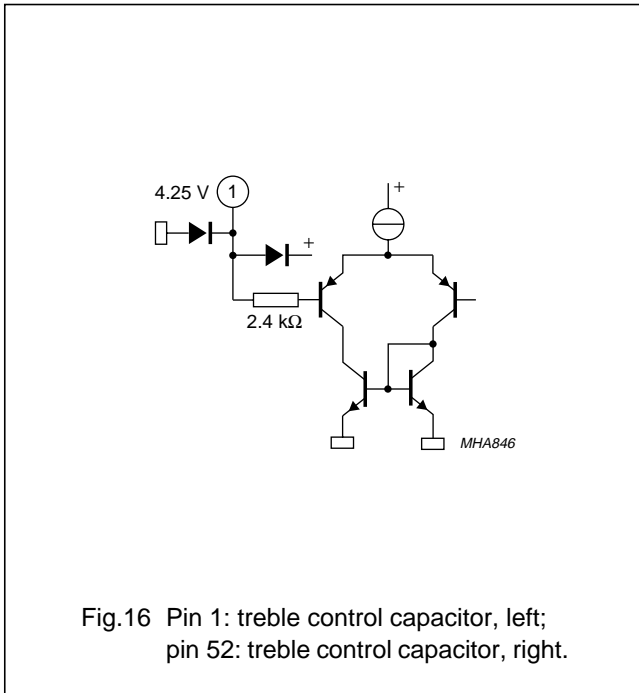 4.25 V
1
+
+
2.4 kΩ
MHA846
Fig.16 Pin 1: treble control capacitor, left;
pin 52: treble control capacitor, right.